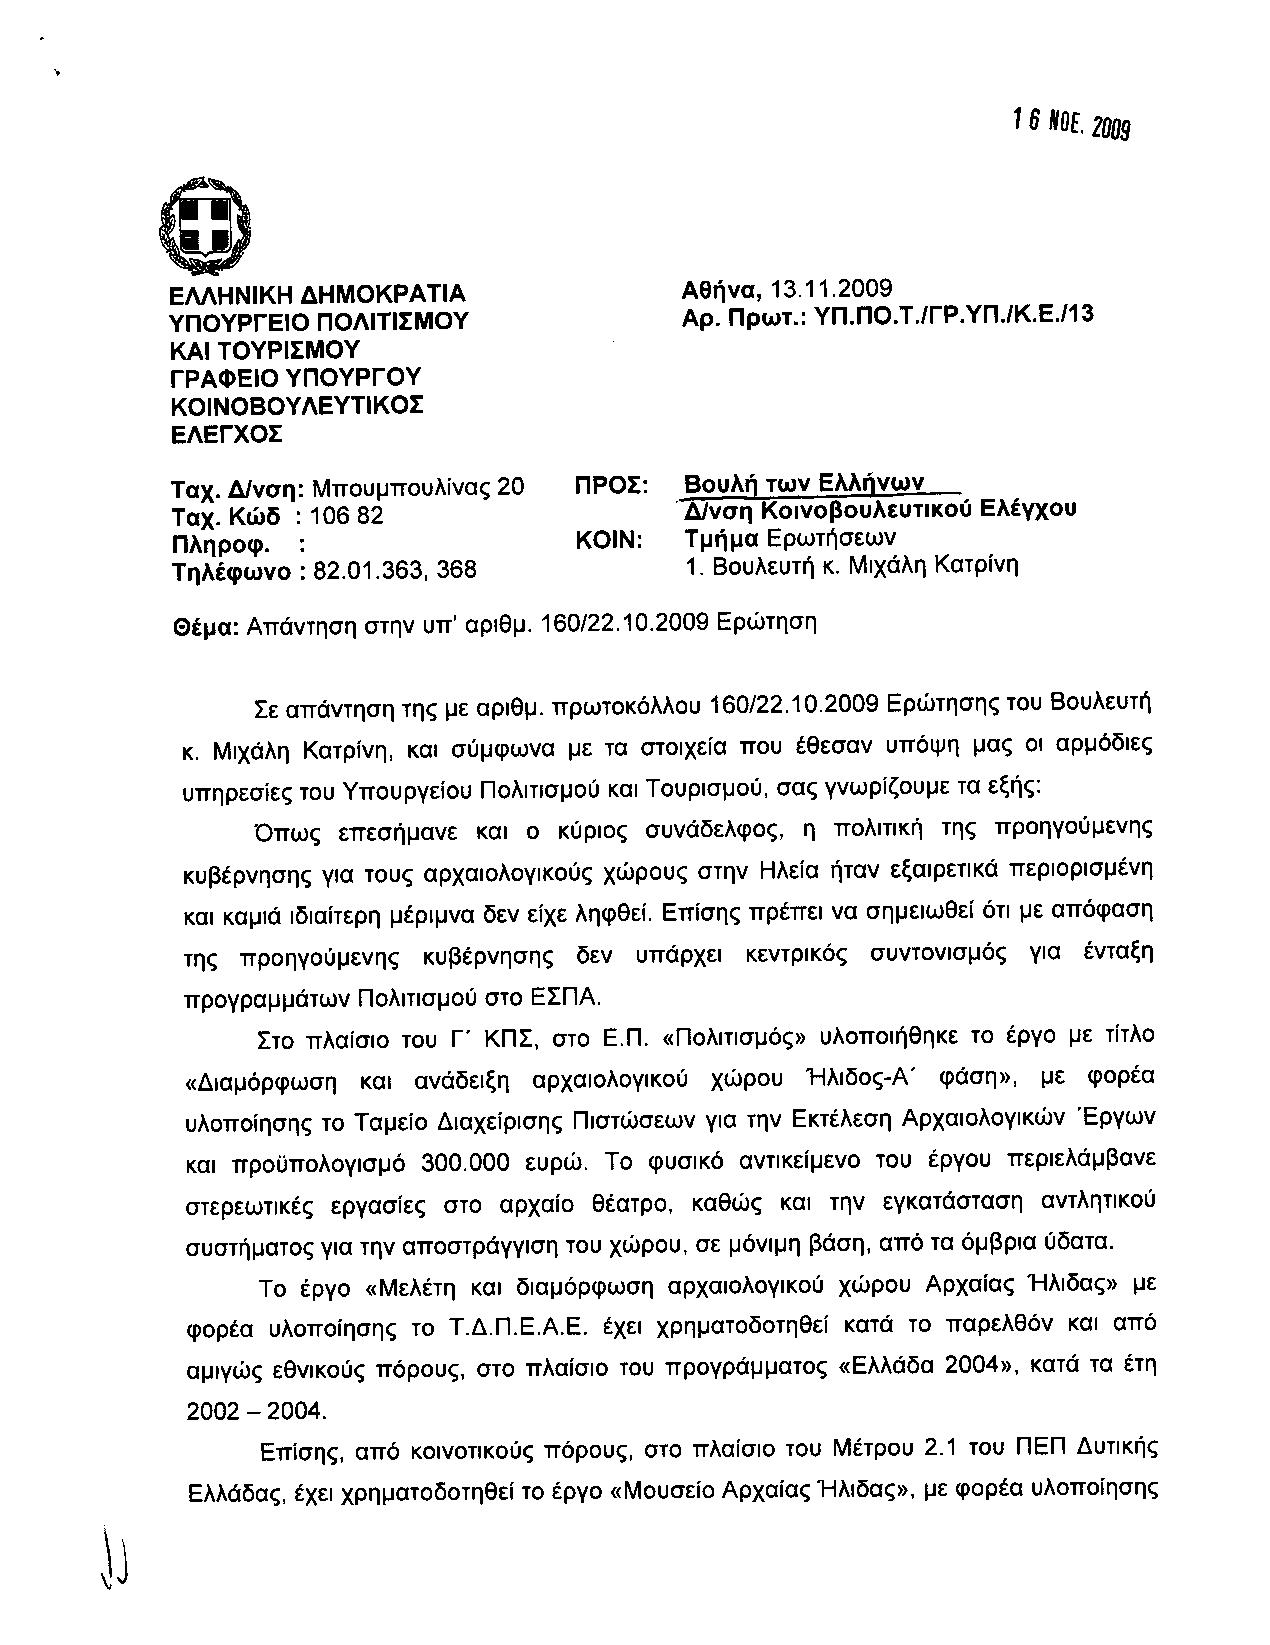 16 ΝΟΕ. 2009
ΕΛΛΗΝΙΚΗ ΔΗΜΟΚΡΑΤΙΑ
ΥΠΟΥΡΓΕΙΟ ΠΟΛΙΤΙΣΜΟΥ
ΚΑΙ ΤΟΥΡΙΣΜΟΥ
ΓΡΑΦΕΙΟ ΥΠΟΥΡΓΟΥ
ΚΟΙΝΟΒΟΥΛΕΥΤΙΚΟΣ
ΕΛΕΓΧΟΣ
Αθήνα, 13.11.2009
Αρ. Πρωτ.: ΥΠ.ΠΟ.Τ./ΓΡ.ΥΠ./Κ.Ε./13
Ταχ. Δ/νση: Μπουμπουλίνας 20
Ταχ. Κώδ : 106 82
Πληροφ. :
Τηλέφωνο : 82.01.363, 368
ΠΡΟΣ: Βουλή των Ελλήνων
Δ/νση Κοινοβουλευτικού Ελέγχου
ΚΟΙΝ: Τμήμα Ερωτήσεων
1. Βουλευτή κ. Μιχάλη Κατρίνη
Θέμα: Απάντηση στην υπ' αριθμ. 160/22.10.2009 Ερώτηση
Σε απάντηση της με αριθμ. πρωτοκόλλου 160/22.10.2009 Ερώτησης του Βουλευτή
κ. Μιχάλη Κατρίνη, και σύμφωνα με τα στοιχεία που έθεσαν υπόψη μας οι αρμόδιες
υπηρεσίες του Υπουργείου Πολιτισμού και Τουρισμού, σας γνωρίζουμε τα εξής:
Όπως επεσήμανε και ο κύριος συνάδελφος, η πολιτική της προηγούμενης
κυβέρνησης για τους αρχαιολογικούς χώρους στην Ηλεία ήταν εξαιρετικά περιορισμένη
και καμιά ιδιαίτερη μέριμνα δεν είχε ληφθεί. Επίσης πρέπει να σημειωθεί ότι με απόφαση
της προηγούμενης κυβέρνησης δεν υπάρχει κεντρικός συντονισμός για ένταξη
προγραμμάτων Πολιτισμού στο ΕΣΠΑ.
Στο πλαίσιο του Γ΄ ΚΠΣ, στο Ε.Π. «Πολιτισμός» υλοποιήθηκε το έργο με τίτλο
«Διαμόρφωση και ανάδειξη αρχαιολογικού χώρου Ήλιδος-Α΄ φάση», με φορέα
υλοποίησης το Ταμείο Διαχείρισης Πιστώσεων για την Εκτέλεση Αρχαιολογικών Έργων
και προϋπολογισμό 300.000 ευρώ. Το φυσικό αντικείμενο του έργου περιελάμβανε
στερεωτικές εργασίες στο αρχαίο θέατρο, καθώς και την εγκατάσταση αντλητικού
συστήματος για την αποστράγγιση του χώρου, σε μόνιμη βάση, από τα όμβρια ύδατα.
Το έργο «Μελέτη και διαμόρφωση αρχαιολογικού χώρου Αρχαίας Ήλιδας» με
φορέα υλοποίησης το Τ.Δ.Π.Ε.Α.Ε. έχει χρηματοδοτηθεί κατά το παρελθόν και από
αμιγώς εθνικούς πόρους, στο πλαίσιο του προγράμματος «Ελλάδα 2004», κατά τα έτη
2002 – 2004.
Επίσης, από κοινοτικούς πόρους, στο πλαίσιο του Μέτρου 2.1 του ΠΕΠ Δυτικής
Ελλάδας, έχει χρηματοδοτηθεί το έργο «Μουσείο Αρχαίας Ήλιδας», με φορέα υλοποίησης